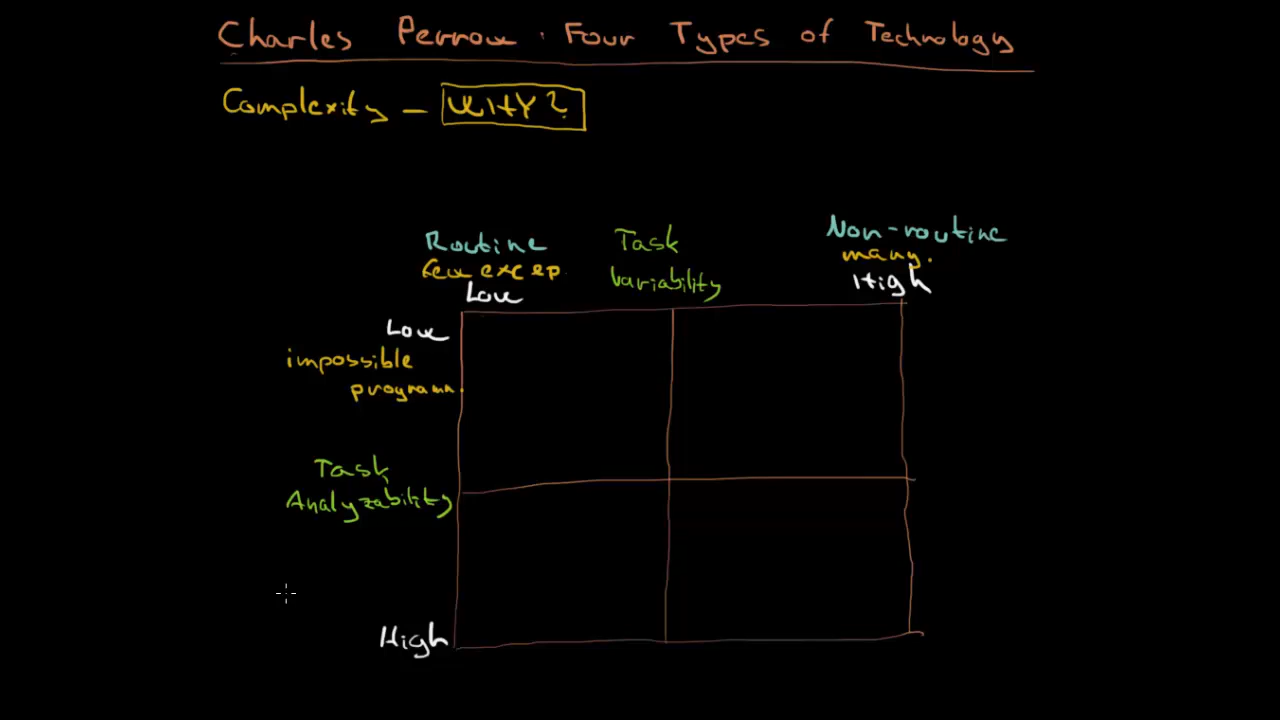 Charles Perrow : Four Types of Technology
Complexity - WHY?
Routine
few excep.
Low
Task
Variability
Non-routine
many.
High
Low
impossible
programm.
Task
Analyzability
High